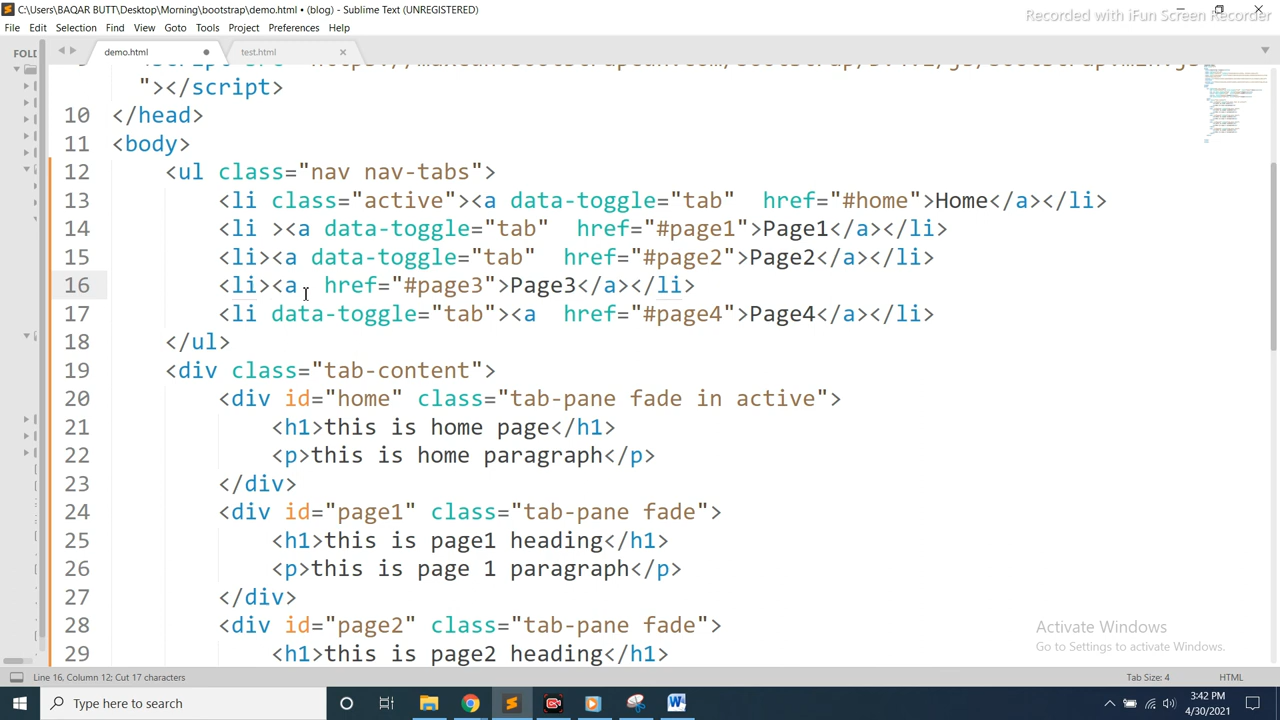 C:\Users\BAQAR BUTT\Desktop\Morning\bootstrap\demo.html • (blog) - Sublime Text (UNREGISTERED)
Recorded with iFun Screen Recorder
File Edit Selection Find View Goto Tools Project Preferences Help
FOLD
demo.html
test.html
"></script>
10 </head>
11 <body>
12 <ul class="nav nav-tabs">
13 <li class="active"><a data-toggle="tab"  href="#home">Home</a></li>
14 <li ><a data-toggle="tab"  href="#page1">Page1</a></li>
15 <li><a data-toggle="tab"  href="#page2">Page2</a></li>
16 <li><a  href="#page3">Page3</a></li>
17 <li data-toggle="tab"><a  href="#page4">Page4</a></li>
18 </ul>
19 <div class="tab-content">
20 <div id="home" class="tab-pane fade in active">
21 <h1>this is home page</h1>
22 <p>this is home paragraph</p>
23 </div>
24 <div id="page1" class="tab-pane fade">
25 <h1>this is page1 heading</h1>
26 <p>this is page 1 paragraph</p>
27 </div>
28 <div id="page2" class="tab-pane fade">
29 <h1>this is page2 heading</h1>
Activate Windows
Go to Settings to activate Windows.
Line 16, Column 12; Cut 17 characters
Tab Size: 4
HTML
Type here to search
3:42 PM
4/30/2021